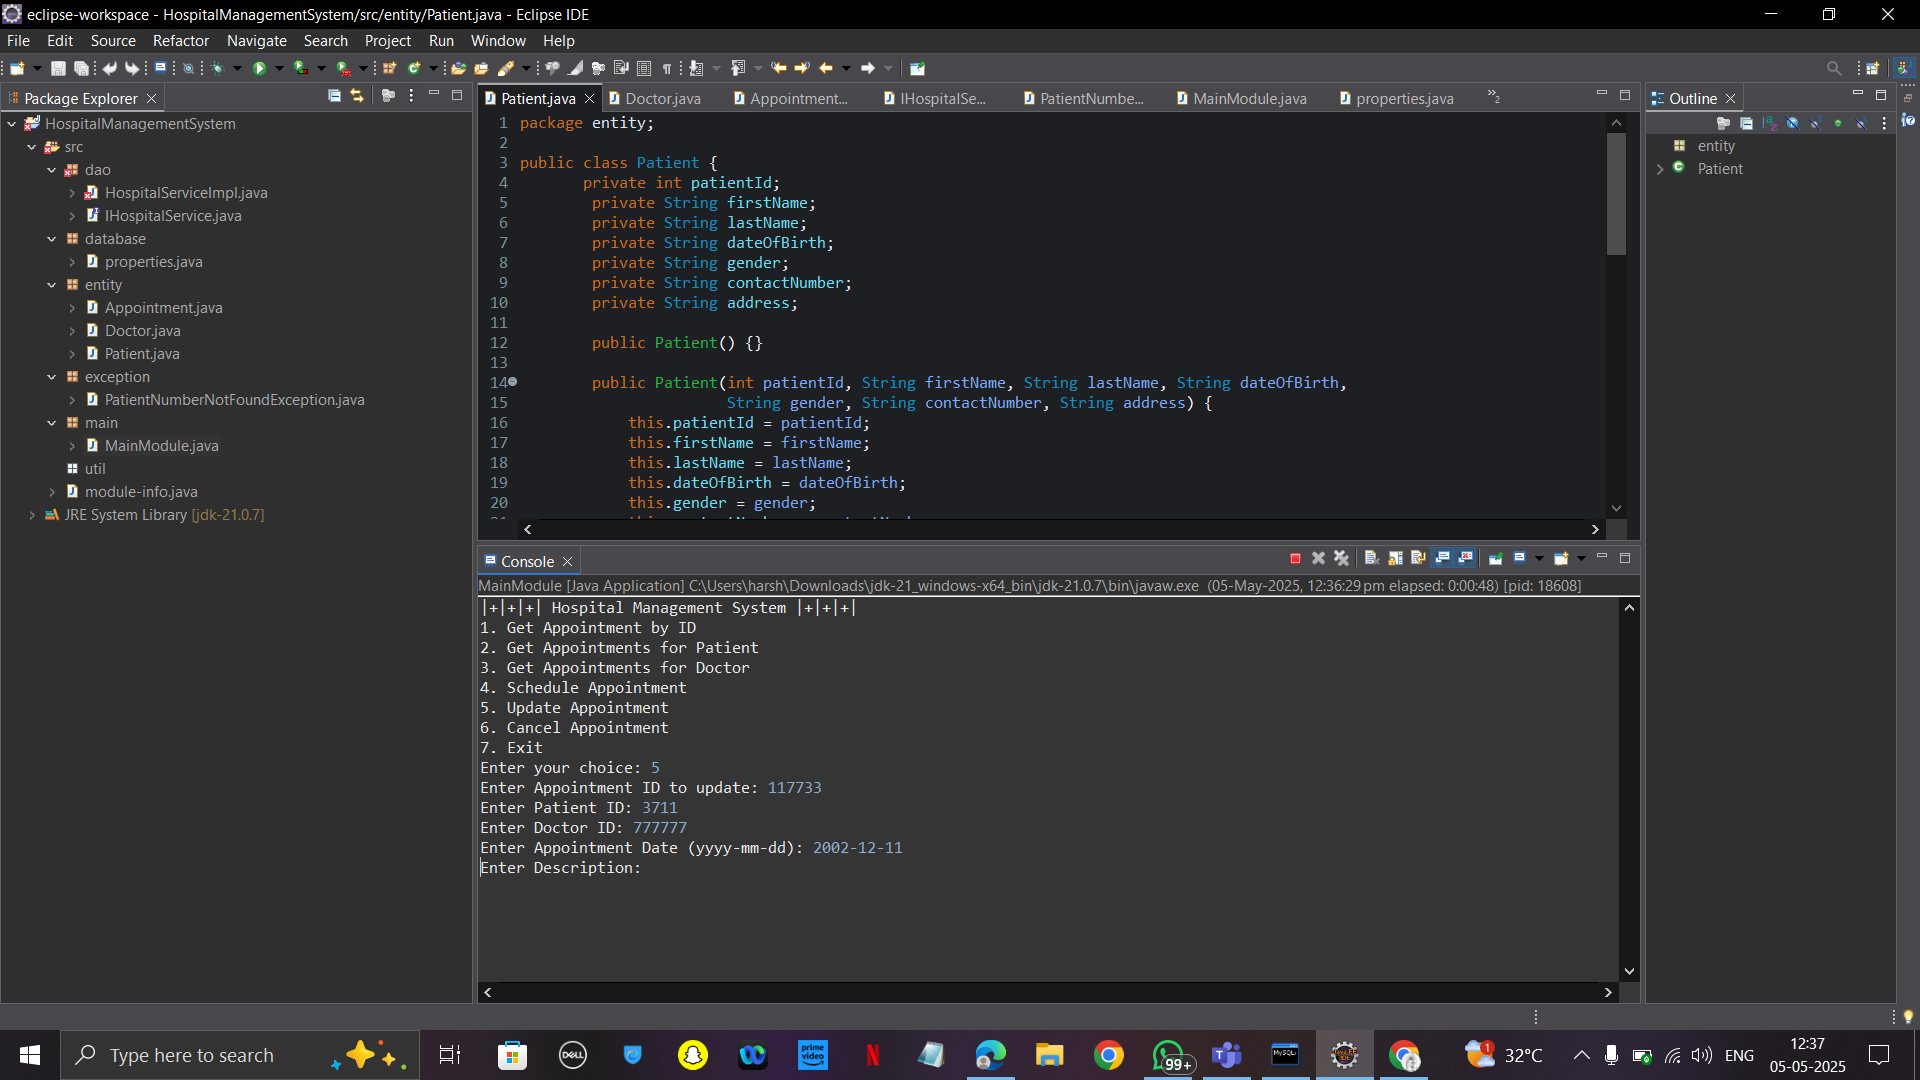 eclipse-workspace - HospitalManagementSystem/src/entity/Patient.java - Eclipse IDE
File Edit Source Refactor Navigate Search Project Run Window Help
Package Explorer
HospitalManagementSystem
src
dao
HospitalServiceImpl.java
IHospitalService.java
database
properties.java
entity
Appointment.java
Doctor.java
Patient.java
exception
PatientNumberNotFoundException.java
main
MainModule.java
util
module-info.java
JRE System Library [jdk-21.0.7]
Patient.java Doctor.java Appointment... IHospitalSe... PatientNumbe... MainModule.java properties.java »2
1 package entity;
2
3 public class Patient {
4 private int patientId;
5 private String firstName;
6 private String lastName;
7 private String dateOfBirth;
8 private String gender;
9 private String contactNumber;
10 private String address;
11
12 public Patient() {}
13
14 public Patient(int patientId, String firstName, String lastName, String dateOfBirth,
15 String gender, String contactNumber, String address) {
16 this.patientId = patientId;
17 this.firstName = firstName;
18 this.lastName = lastName;
19 this.dateOfBirth = dateOfBirth;
20 this.gender = gender;
Outline
entity
Patient
Console
MainModule [Java Application] C:\Users\harsh\Downloads\jdk-21_windows-x64_bin\jdk-21.0.7\bin\javaw.exe (05-May-2025, 12:36:29 pm elapsed: 0:00:48) [pid: 18608]
|+|+|+| Hospital Management System |+|+|+|
1. Get Appointment by ID
2. Get Appointments for Patient
3. Get Appointments for Doctor
4. Schedule Appointment
5. Update Appointment
6. Cancel Appointment
7. Exit
Enter your choice: 5
Enter Appointment ID to update: 117733
Enter Patient ID: 3711
Enter Doctor ID: 777777
Enter Appointment Date (yyyy-mm-dd): 2002-12-11
Enter Description:
Type here to search
DELL
prime video
99+
MySQL
1
32°C
ENG
12:37
05-05-2025